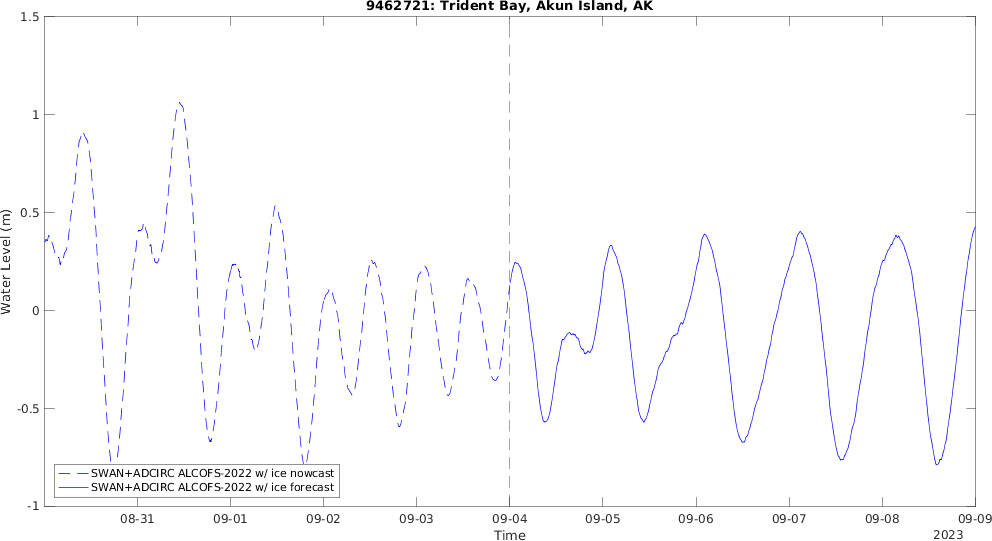 9462721: Trident Bay, Akun Island, AK
1.5
1
0.5
0
-0.5
-1
Water Level (m)
SWAN+ADCIRC ALCOFS-2022 w/ ice nowcast
SWAN+ADCIRC ALCOFS-2022 w/ ice forecast
08-31 09-01 09-02 09-03 09-04 09-05 09-06 09-07 09-08 09-09
Time
2023